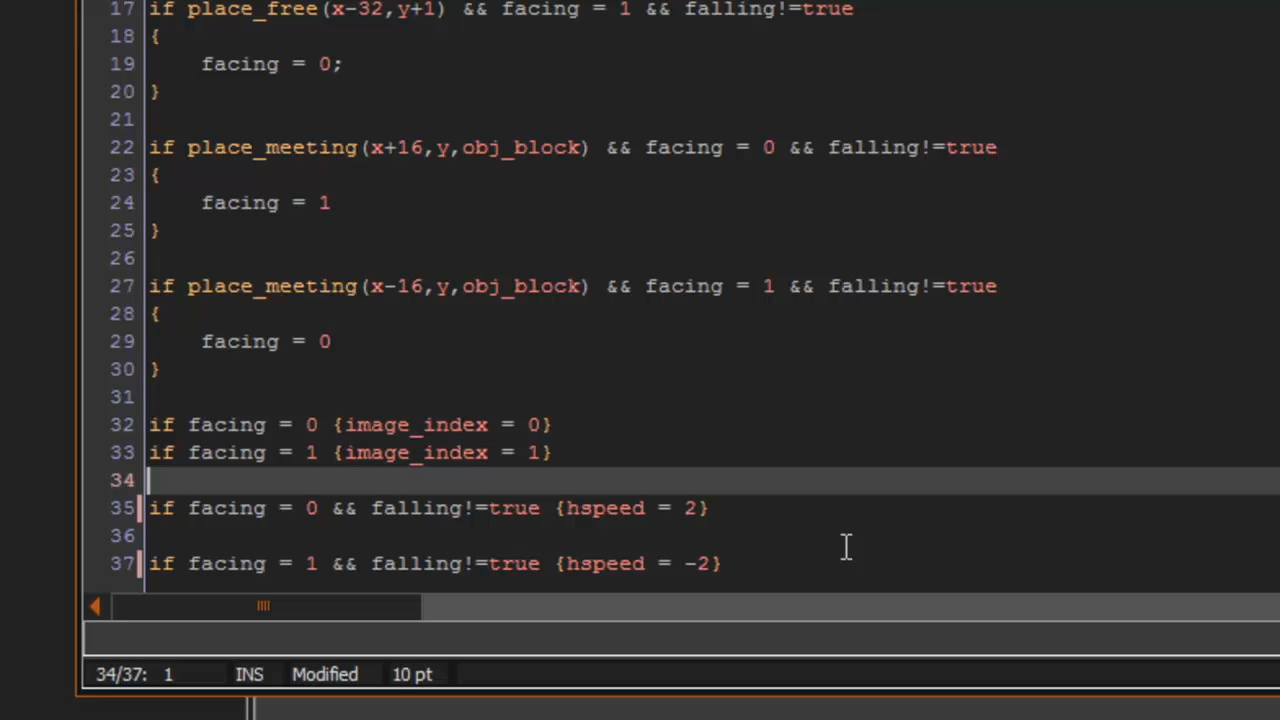 17 if place_free(x-32,y+1) && facing = 1 && falling!=true
18 {
19     facing = 0;
20 }
21
22 if place_meeting(x+16,y,obj_block) && facing = 0 && falling!=true
23 {
24     facing = 1
25 }
26
27 if place_meeting(x-16,y,obj_block) && facing = 1 && falling!=true
28 {
29     facing = 0
30 }
31
32 if facing = 0 {image_index = 0}
33 if facing = 1 {image_index = 1}
34
35 if facing = 0 && falling!=true {hspeed = 2}
36
37 if facing = 1 && falling!=true {hspeed = -2}
34/37: 1 INS Modified 10 pt